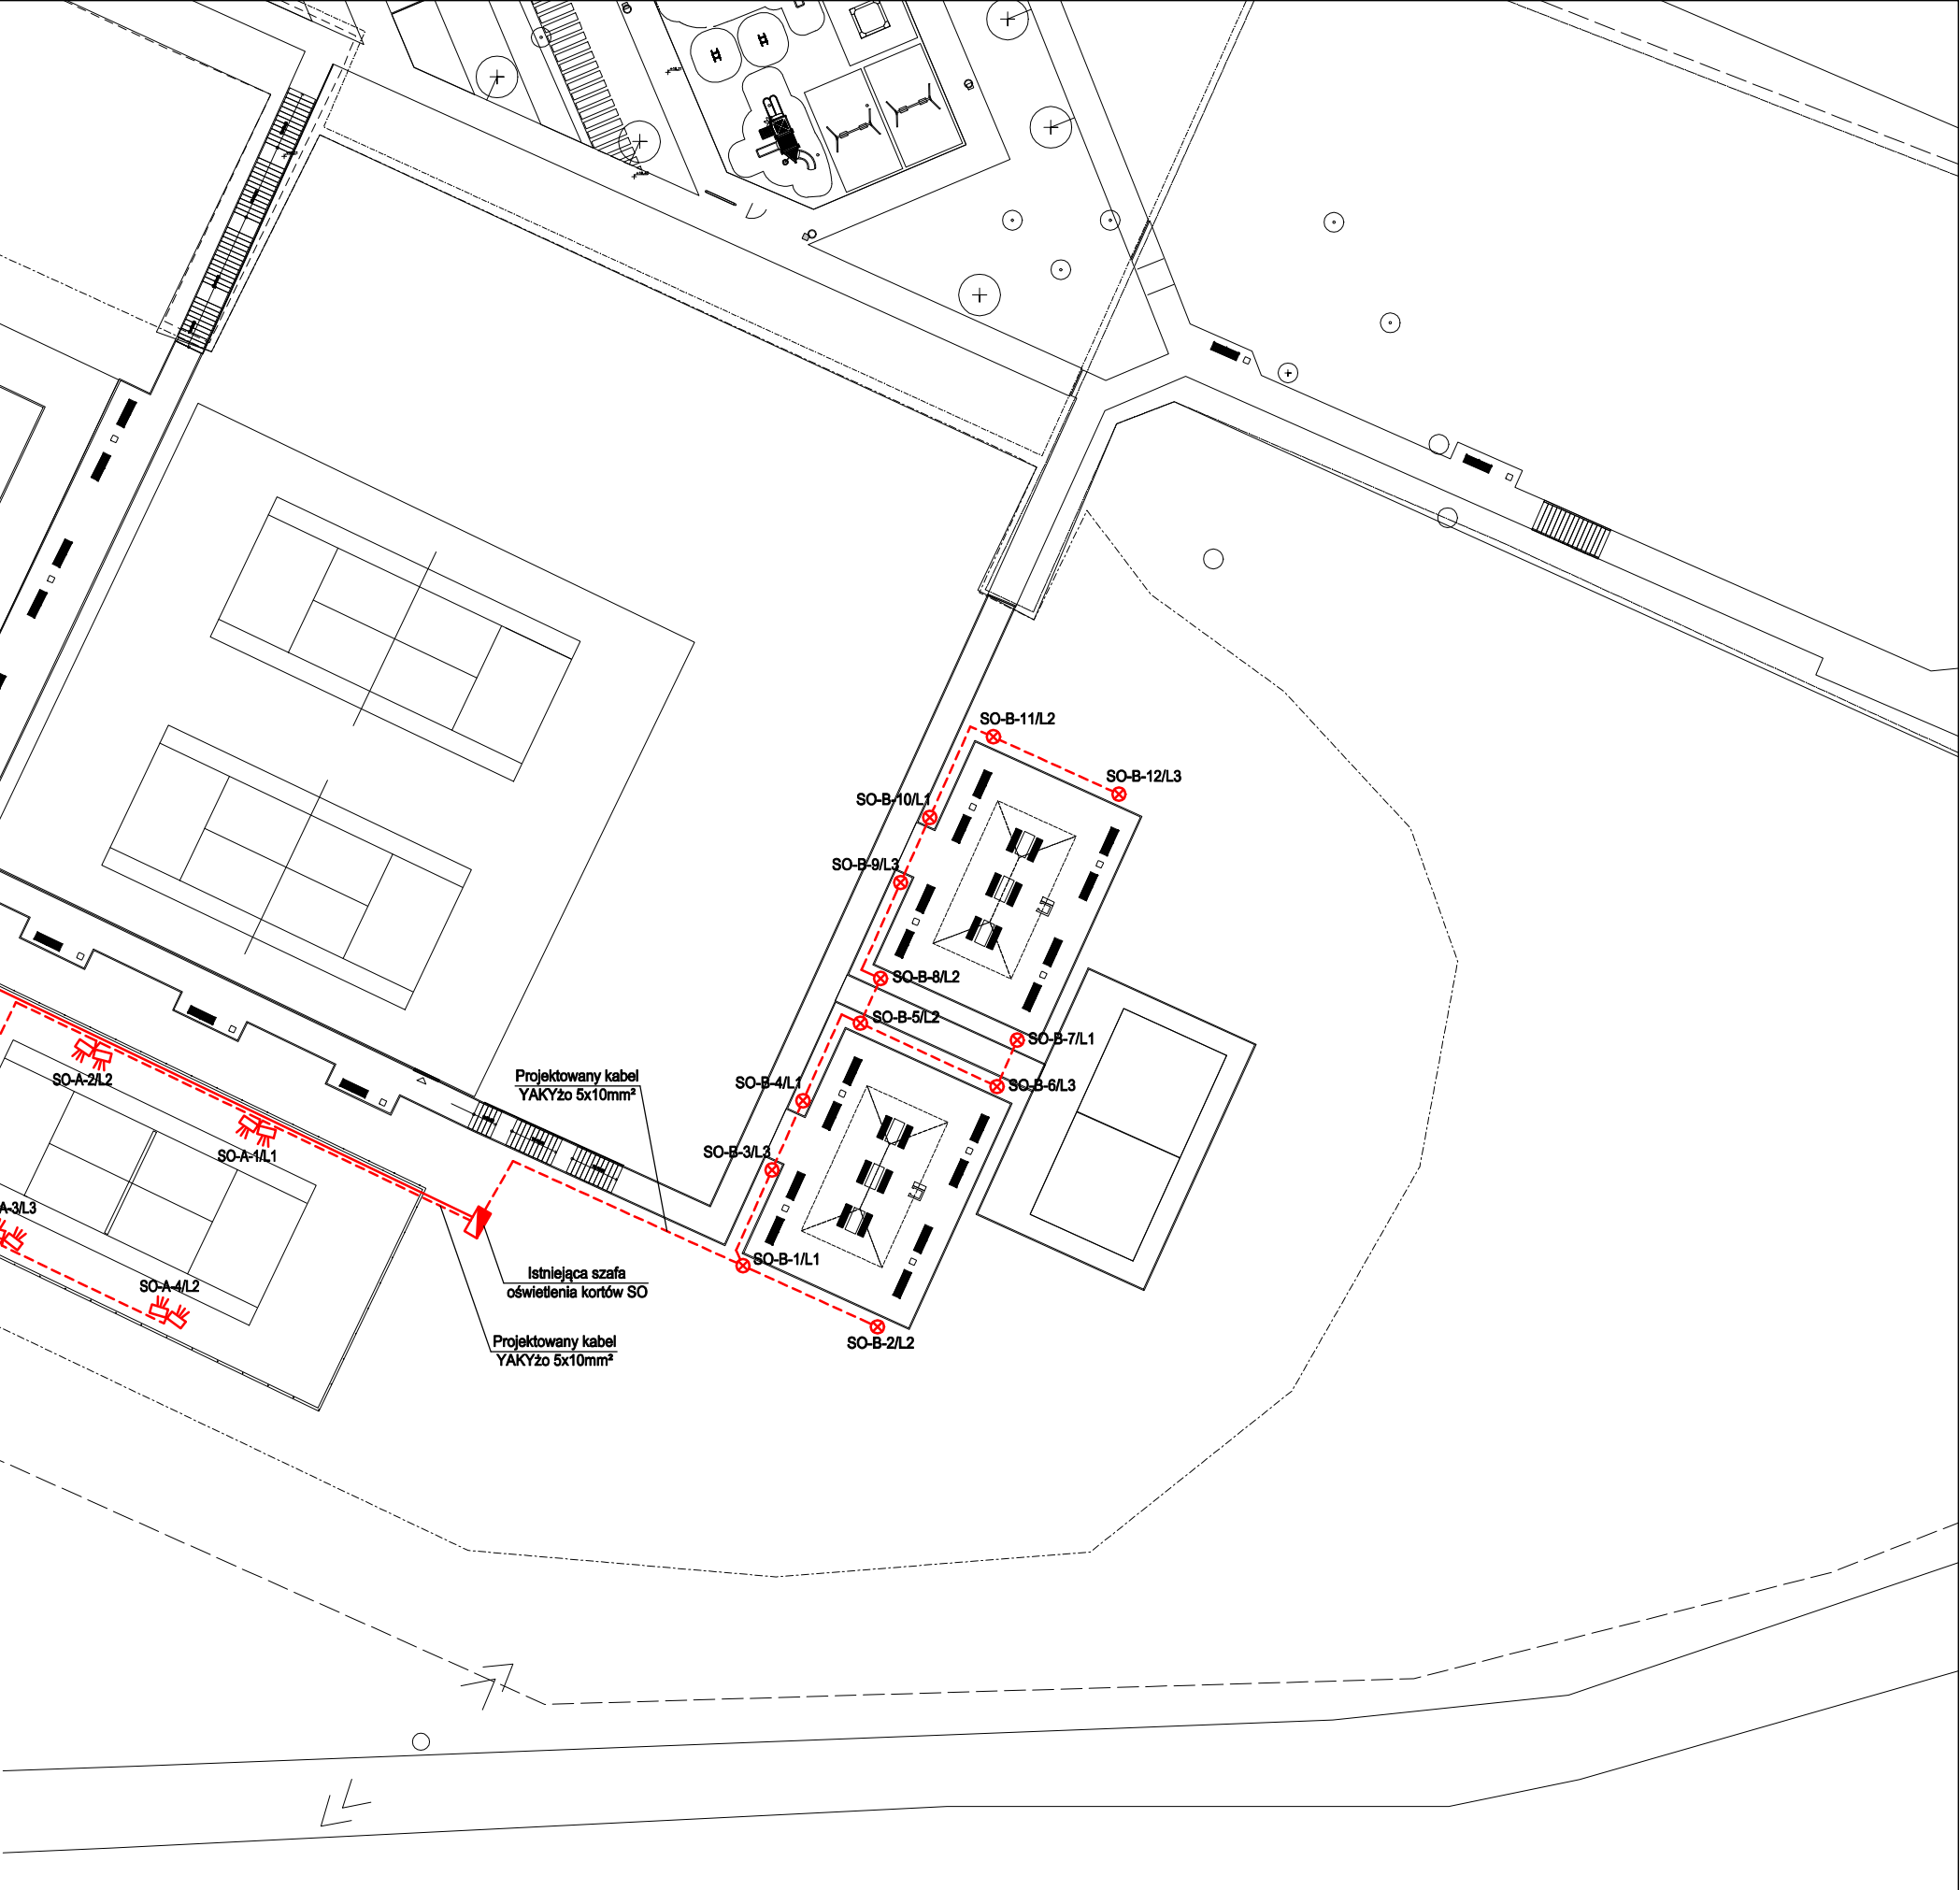 SO-B-11/L2
SO-B-12/L3
SO-B-10/L1
SO-B-9/L3
SO-B-8/L2
SO-B-5/L2
SO-B-7/L1
SO-A-2/L2
Projektowany kabel
YAKYżo 5x10mm²
SO-B-4/L1
SO-B-6/L3
SO-A-1/L1
SO-B-3/L3
A-3/L3
SO-B-1/L1
Istniejąca szafa
oświetlenia kortów SO
SO-A-4/L2
Projektowany kabel
YAKYżo 5x10mm²
SO-B-2/L2